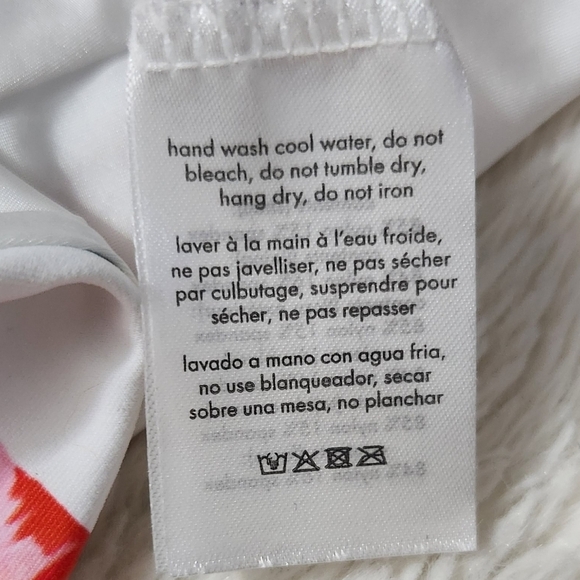 hand wash cool water, do not
bleach, do not tumble dry,
hang dry, do not iron
laver à la main à l'eau froide,
ne pas javelliser, ne pas sécher
par culbutage, suspendre pour
sécher, ne pas repasser
lavado a mano con agua fria,
no use blanqueador, secar
sobre una mesa, no planchar